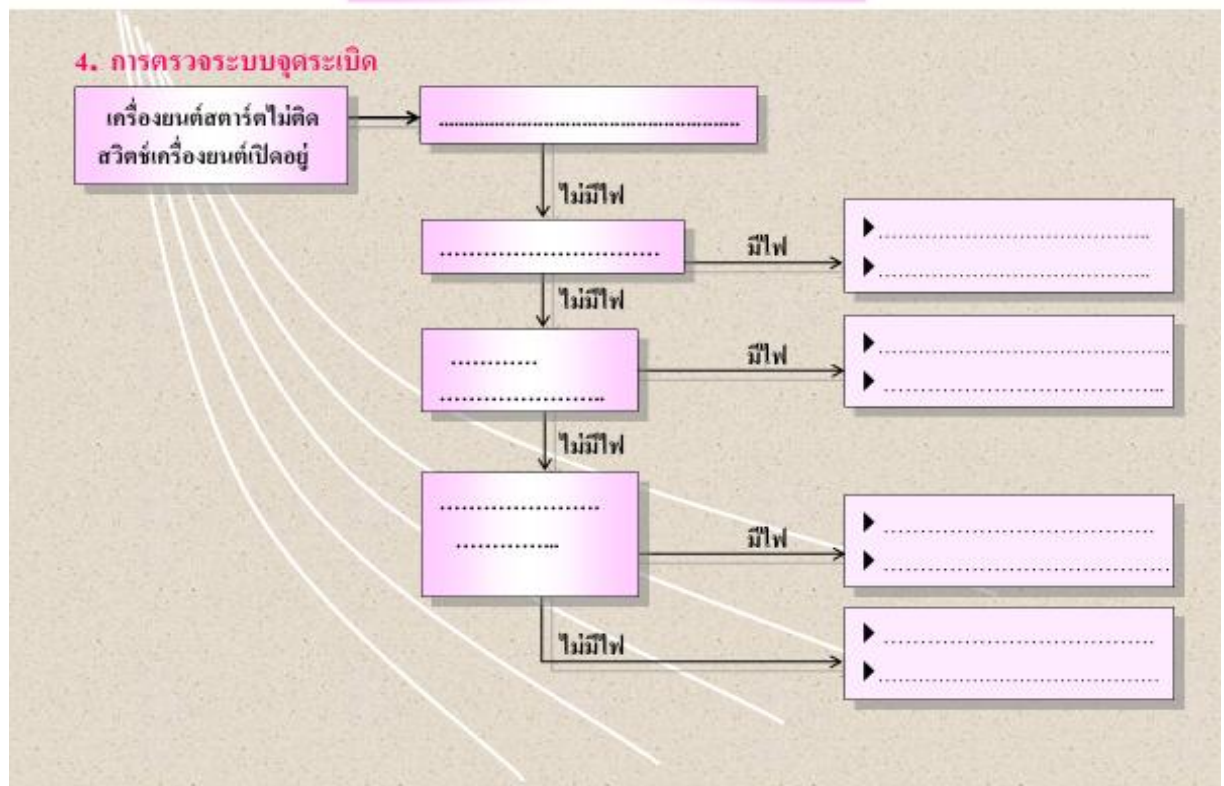 4. การตรวจระบบจุดระเบิด
เครื่องยนต์สตาร์ตไม่ติด
สวิตช์เครื่องยนต์เปิดอยู่
............................................................
ไม่มีไฟ
................................
มีไฟ
▶........................................
▶........................................
ไม่มีไฟ
............
........................
มีไฟ
▶...........................................
▶ .........................................
ไม่มีไฟ
.......................
...............
มีไฟ
▶ ........................................
▶ ..........................................
ไม่มีไฟ
▶ ........................................
▶.........................................